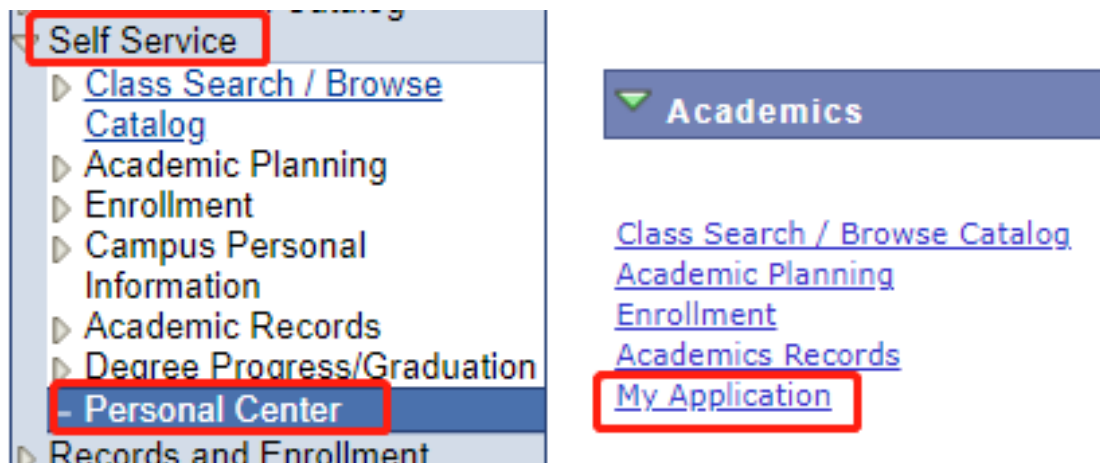 Self Service
Class Search / Browse
Catalog
Academic Planning
Enrollment
Campus Personal
Information
Academic Records
Degree Progress/Graduation
Personal Center
Records and Enrollment
Academics
Class Search / Browse Catalog
Academic Planning
Enrollment
Academics Records
My Application